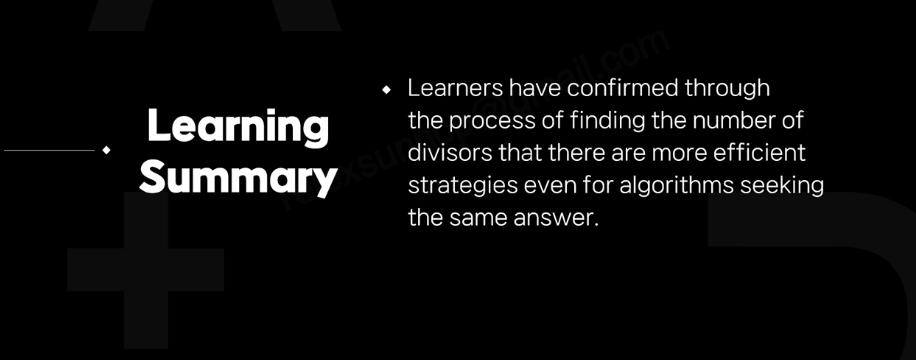 Learning
Summary
Learners have confirmed through
the process of finding the number of
divisors that there are more efficient
strategies even for algorithms seeking
the same answer.